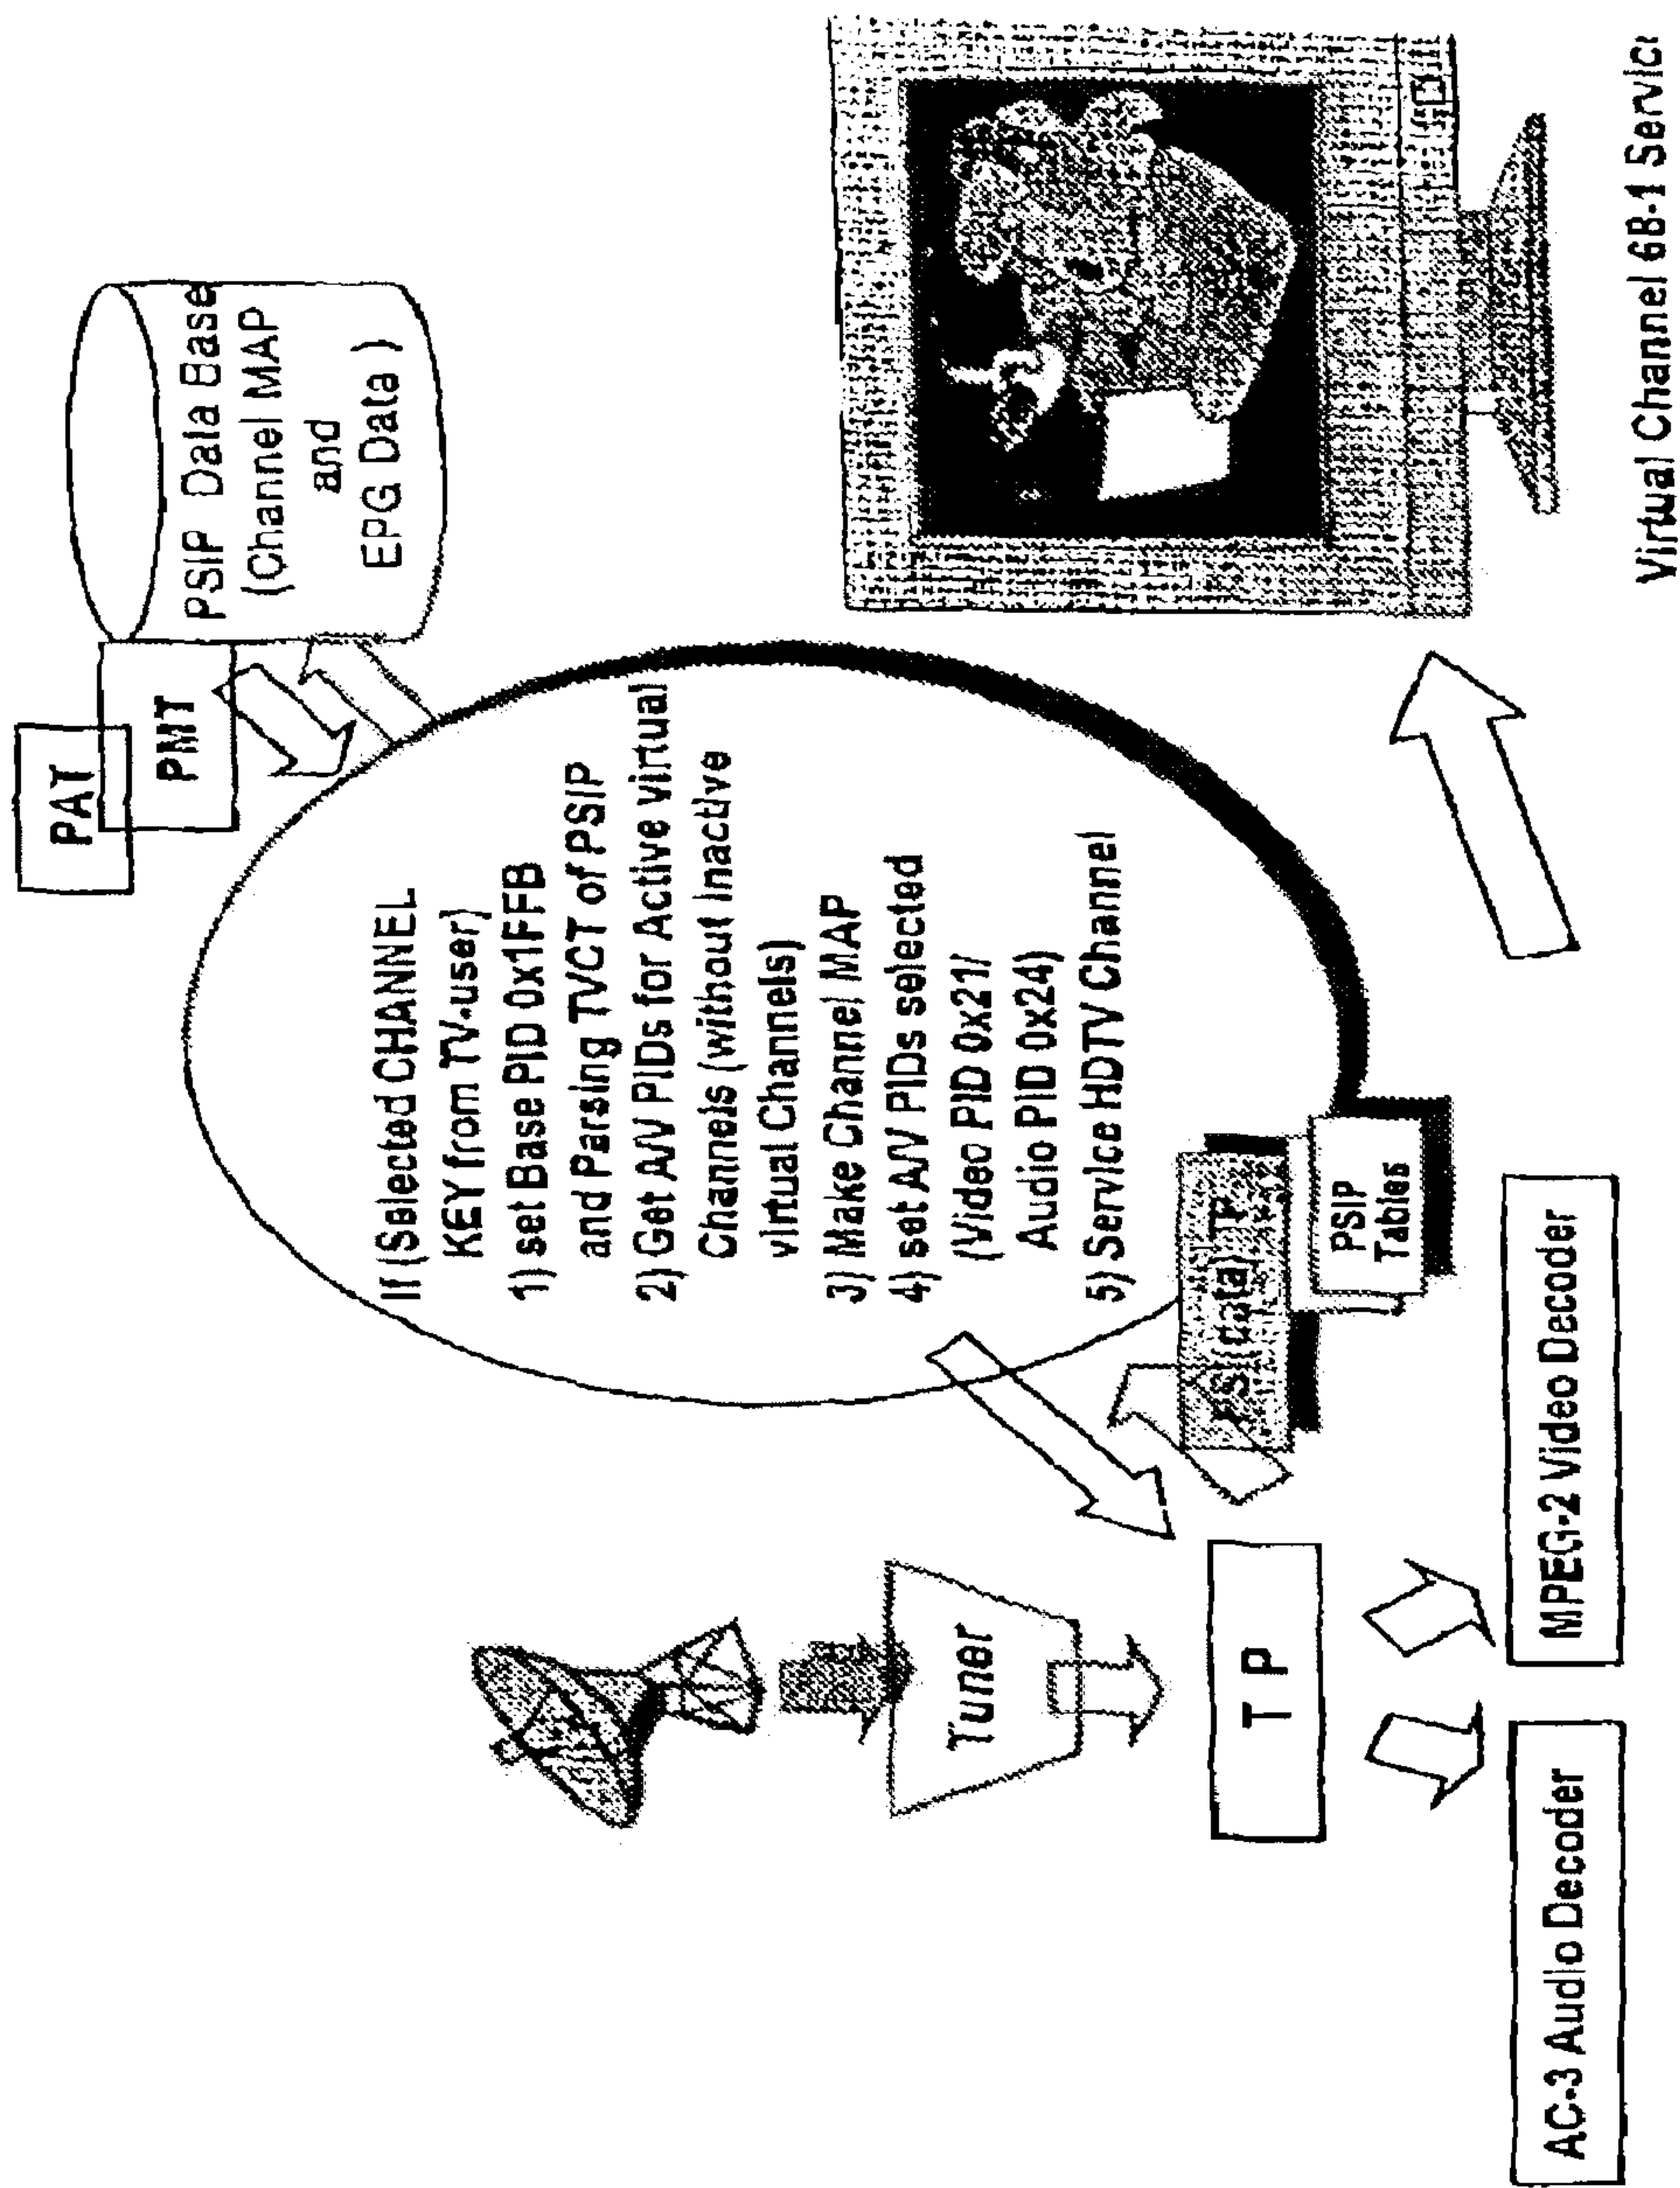 PAT
PMT
PSIP Data Base
(Channel MAP
and
EPG Data )
If (Selected CHANNEL
KEY from TV-user)
1) set Base PID 0x1FFB
and Parsing TVCT of PSIP
2) Get A/V PIDs for Active virtual
Channels (without Inactive
virtual Channels)
3) Make Channel MAP
4) set A/V PIDs selected
(Video PID 0x21/
Audio PID 0x24)
5) Service HDTV Channel
Tuner
T P
(data) TP
PSIP
Tables
AC-3 Audio Decoder
MPEG-2 Video Decoder
Virtual Channel 68-1 Servic